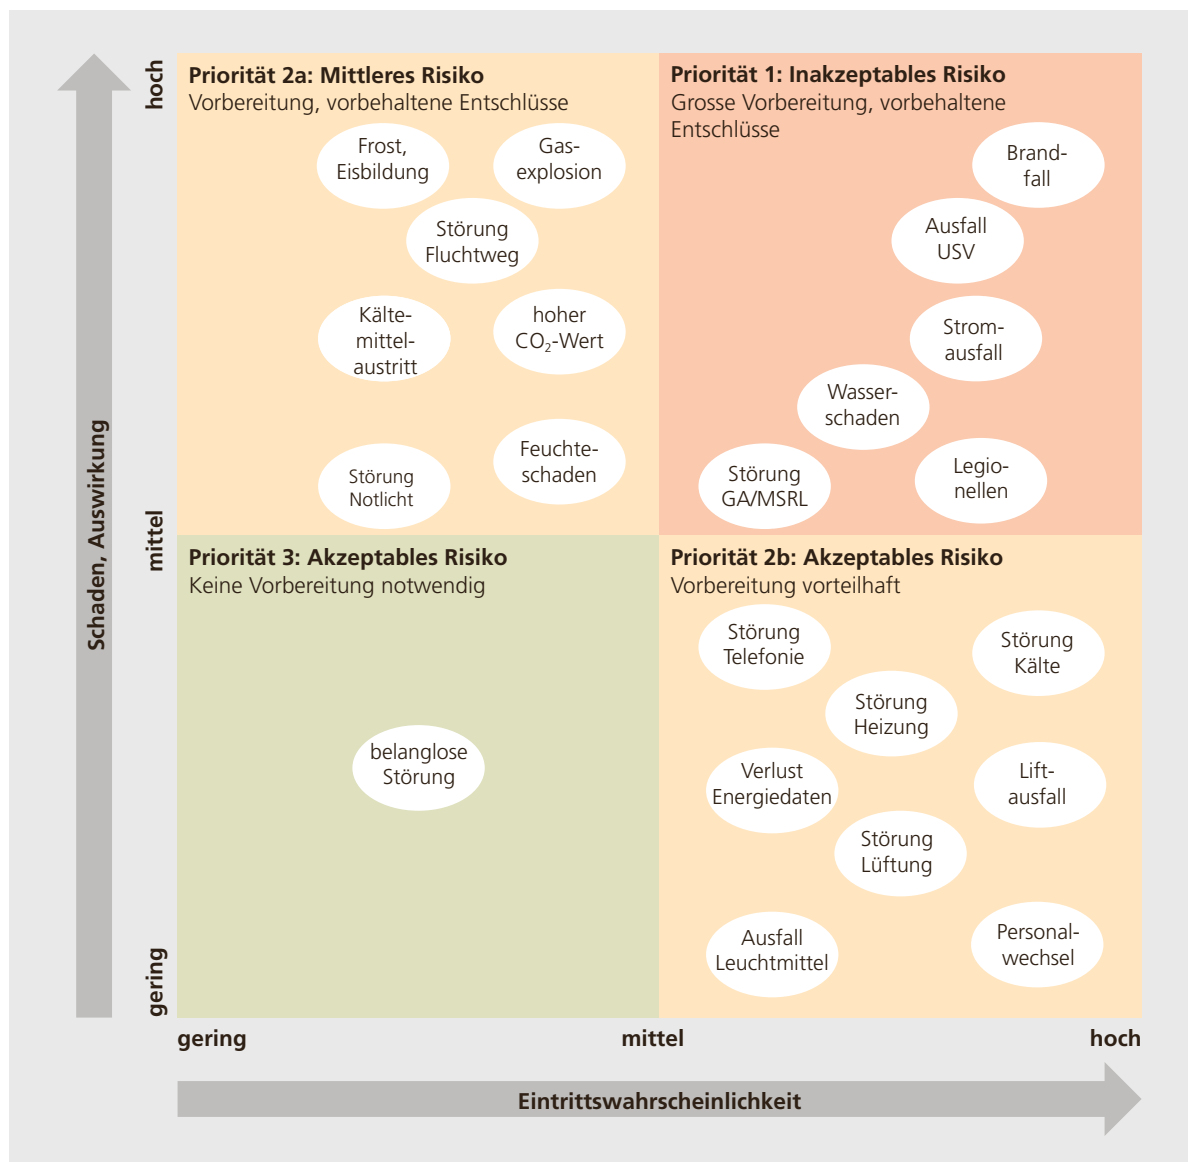 Schaden, Auswirkung
hoch
mittel
gering
Priorität 2a: Mittleres Risiko
Vorbereitung, vorbehaltene Entschlüsse
Frost,
Eisbildung
Gas-
explosion
Störung
Fluchtweg
Kälte-
mittel-
austritt
hoher
CO₂-Wert
Feuchte-
schaden
Störung
Notlicht
Priorität 1: Inakzeptables Risiko
Grosse Vorbereitung, vorbehaltene
Entschlüsse
Brand-
fall
Ausfall
USV
Strom-
ausfall
Wasser-
schaden
Störung
GA/MSRL
Legio-
nellen
Priorität 3: Akzeptables Risiko
Keine Vorbereitung notwendig
belanglose
Störung
Priorität 2b: Akzeptables Risiko
Vorbereitung vorteilhaft
Störung
Telefonie
Störung
Kälte
Störung
Heizung
Verlust
Energiedaten
Lift-
ausfall
Störung
Lüftung
Ausfall
Leuchtmittel
Personal-
wechsel
gering
mittel
hoch
Eintrittswahrscheinlichkeit